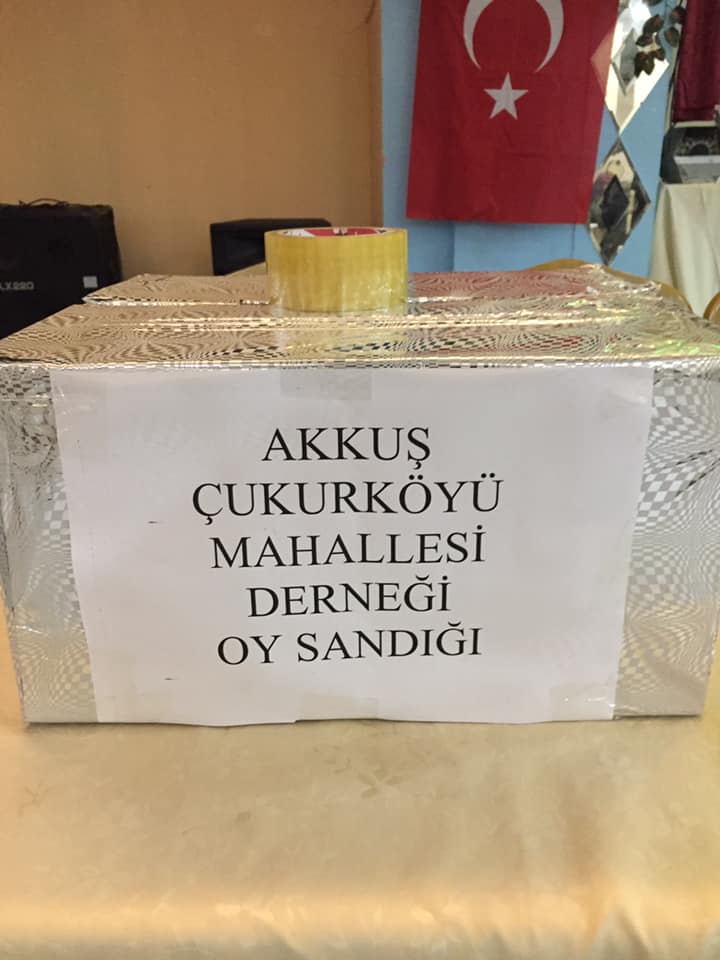 AKKUŞ
ÇUKURKÖYÜ
MAHALLESİ
DERNEĞİ
OY SANDIĞI